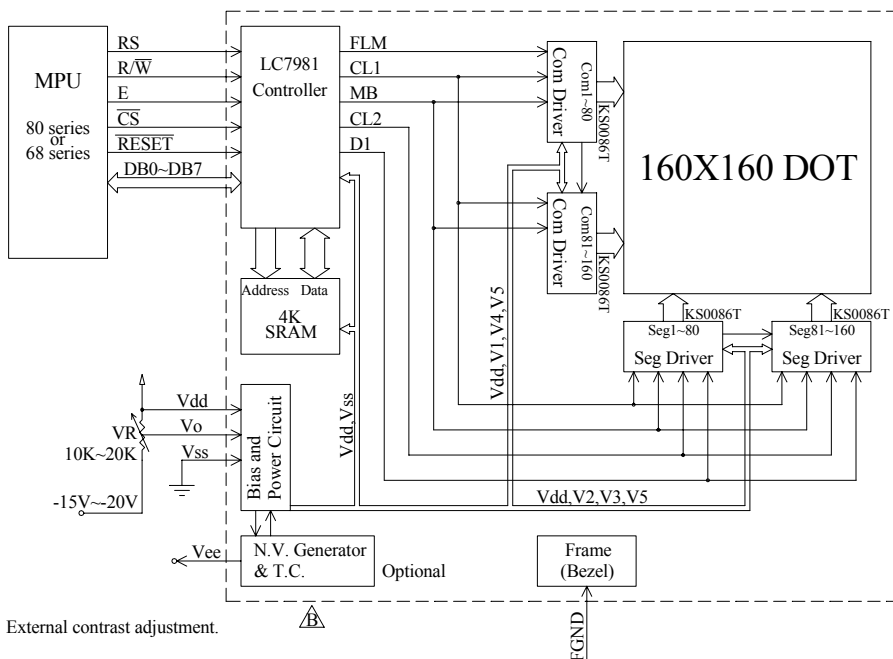 MPU
80 series
or
68 series
RS
R/W̅
E
C̅S̅
R̅E̅S̅E̅T̅
DB0~DB7
LC7981
Controller
FLM
CL1
MB
CL2
D1
Com Driver
Com1~80
KS0086T
Com Driver
Com81~160
KS0086T
160X160 DOT
Address
Data
4K
SRAM
KS0086T
Seg1~80
Seg Driver
KS0086T
Seg81~160
Seg Driver
Vdd,V1,V4,V5
Vdd,Vss
Vdd,V2,V3,V5
Vdd
Vo
Vss
VR
10K~20K
-15V~-20V
Bias and
Power Circuit
Vee
N.V. Generator
& T.C.
Optional
Frame
(Bezel)
FGND
B
External contrast adjustment.